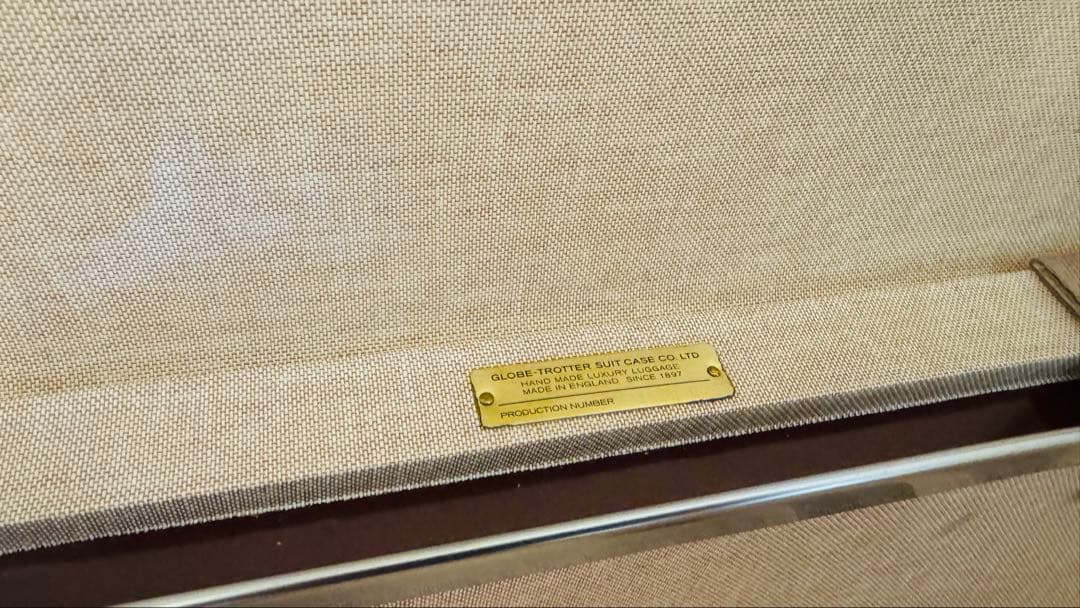 GLOBE-TROTTER SUIT CASE CO. LTD
HAND MADE LUXURY LUGGAGE
MADE IN ENGLAND SINCE 1897
PRODUCTION NUMBER